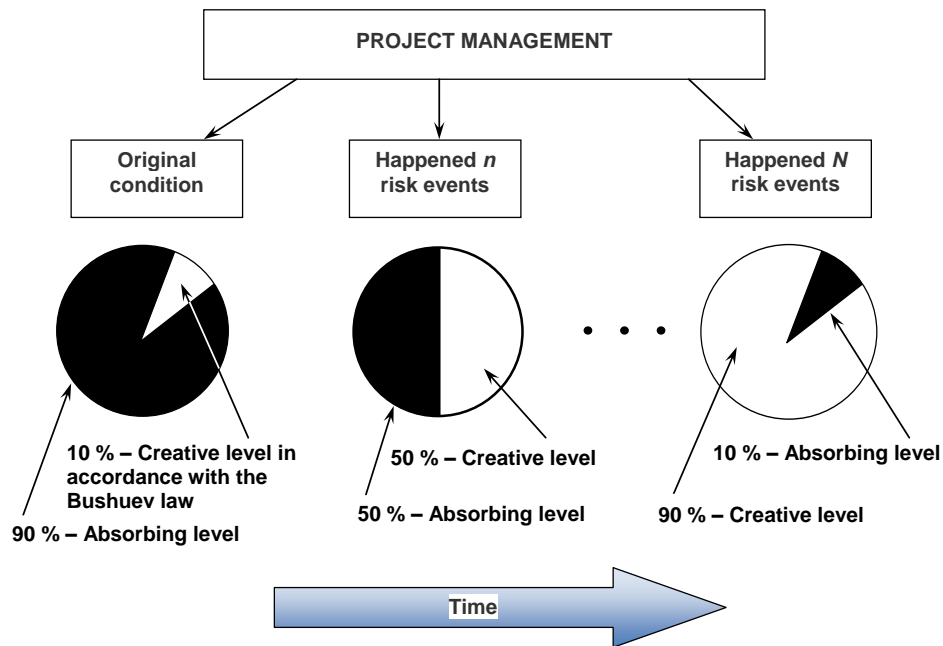 PROJECT MANAGEMENT
Original
condition
Happened n
risk events
Happened N
risk events
10 % – Creative level in
accordance with the
Bushuev law
90 % – Absorbing level
50 % – Creative level
50 % – Absorbing level
10 % – Absorbing level
90 % – Creative level
Time